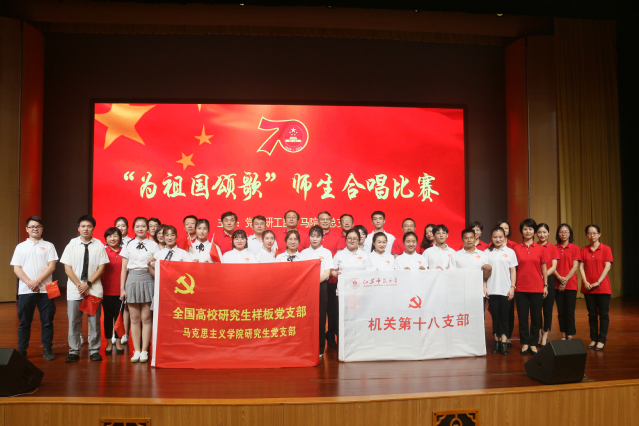 70
“为祖国颂歌”师生合唱比赛
全国高校研究生样板党支部
马克思主义学院研究生党支部
机关第十八支部